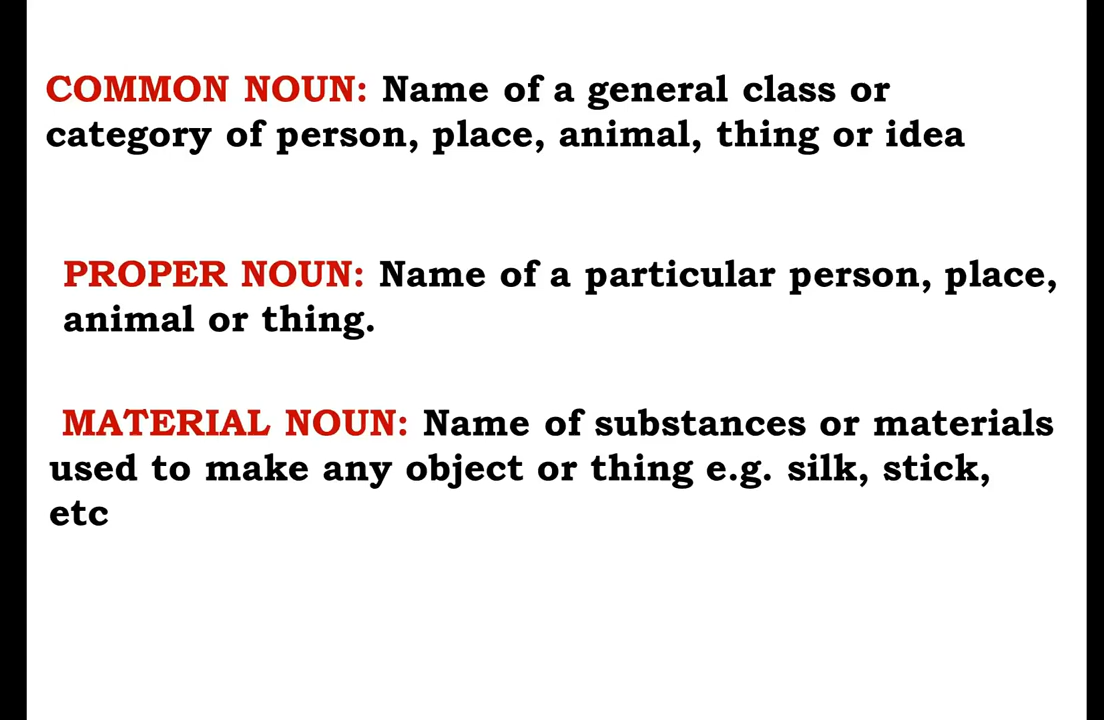 COMMON NOUN: Name of a general class or
category of person, place, animal, thing or idea
PROPER NOUN: Name of a particular person, place,
animal or thing.
MATERIAL NOUN: Name of substances or materials
used to make any object or thing e.g. silk, stick,
etc